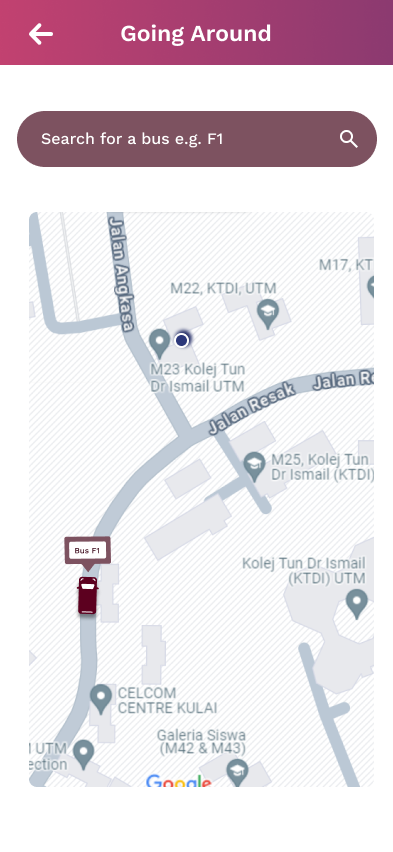 Going Around
Search for a bus e.g. F1
Jalan Angkasa
M17, KT
M22, KTDI, UTM
M23 Kolej Tun
Dr Ismail UTM
Jalan Resak
Jalan Re
M25, Kolej Tun
Dr Ismail (KTDI)
Bus F1
Kolej Tun Dr Ismail
(KTDI) UTM
CELCOM
CENTRE KULAI
Galeria Siswa
(M42 & M43)
UTM
ection
Google